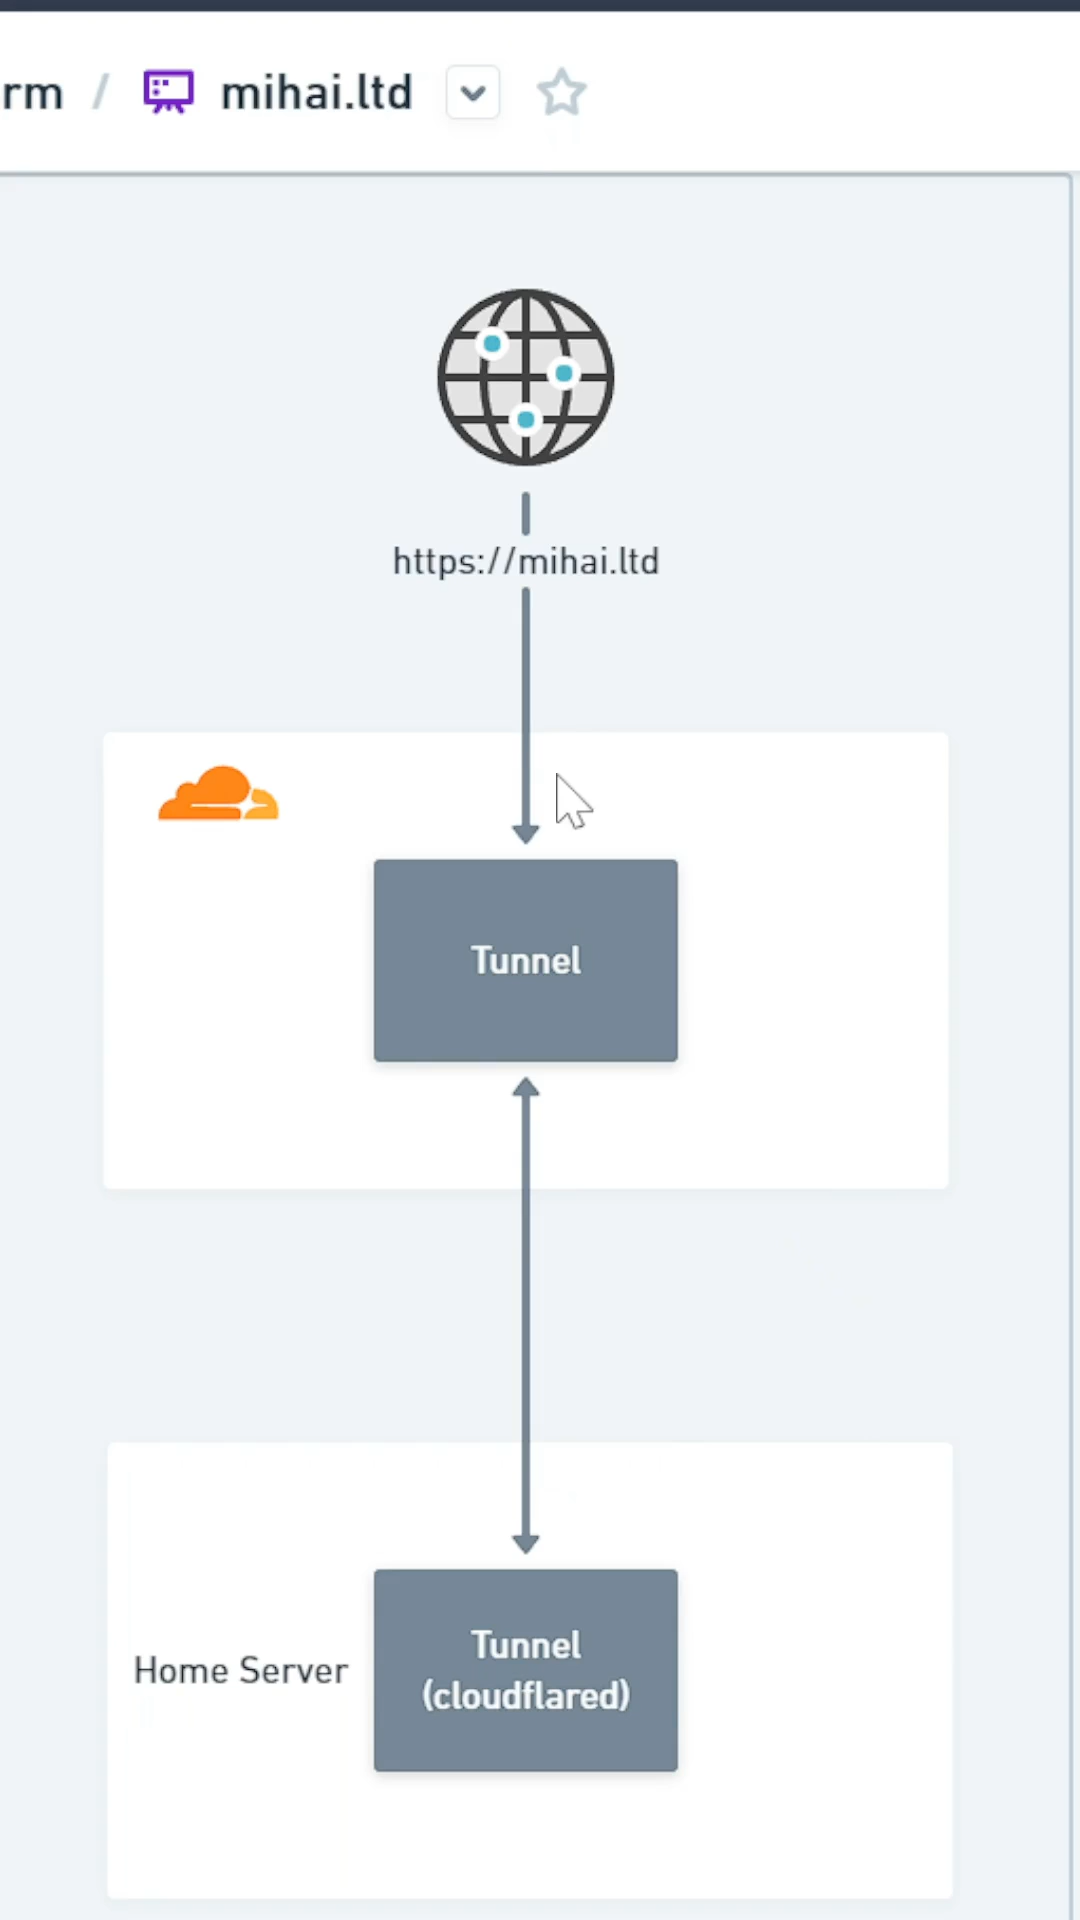 rm / mihai.ltd
https://mihai.ltd
Tunnel
Home Server
Tunnel
(cloudflared)